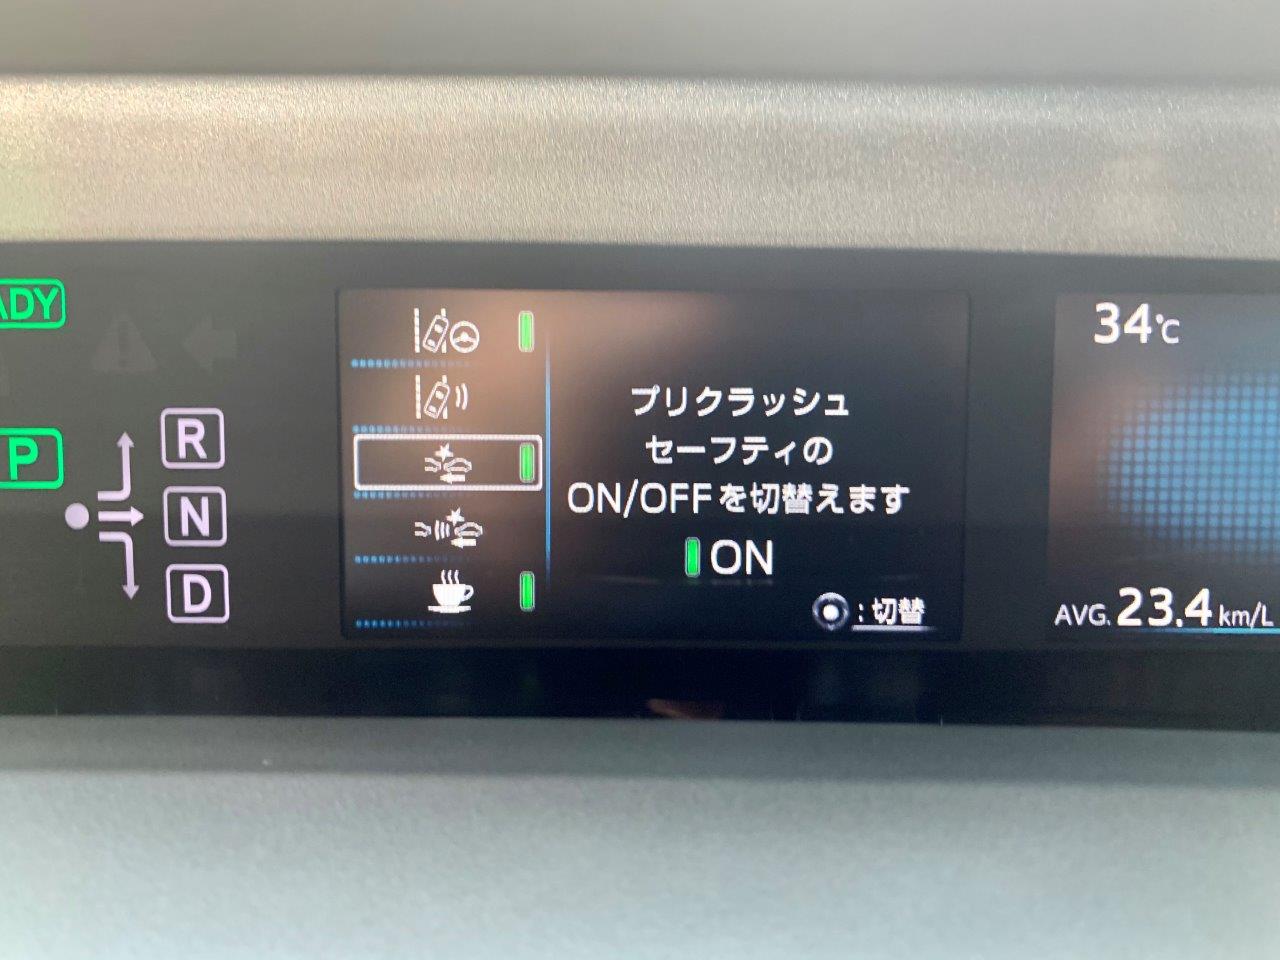 ADY
P
R
N
D
プリクラッシュ
セーフティの
ON/OFFを切替えます
ON
:切替
34℃
AVG. 23.4 km/L